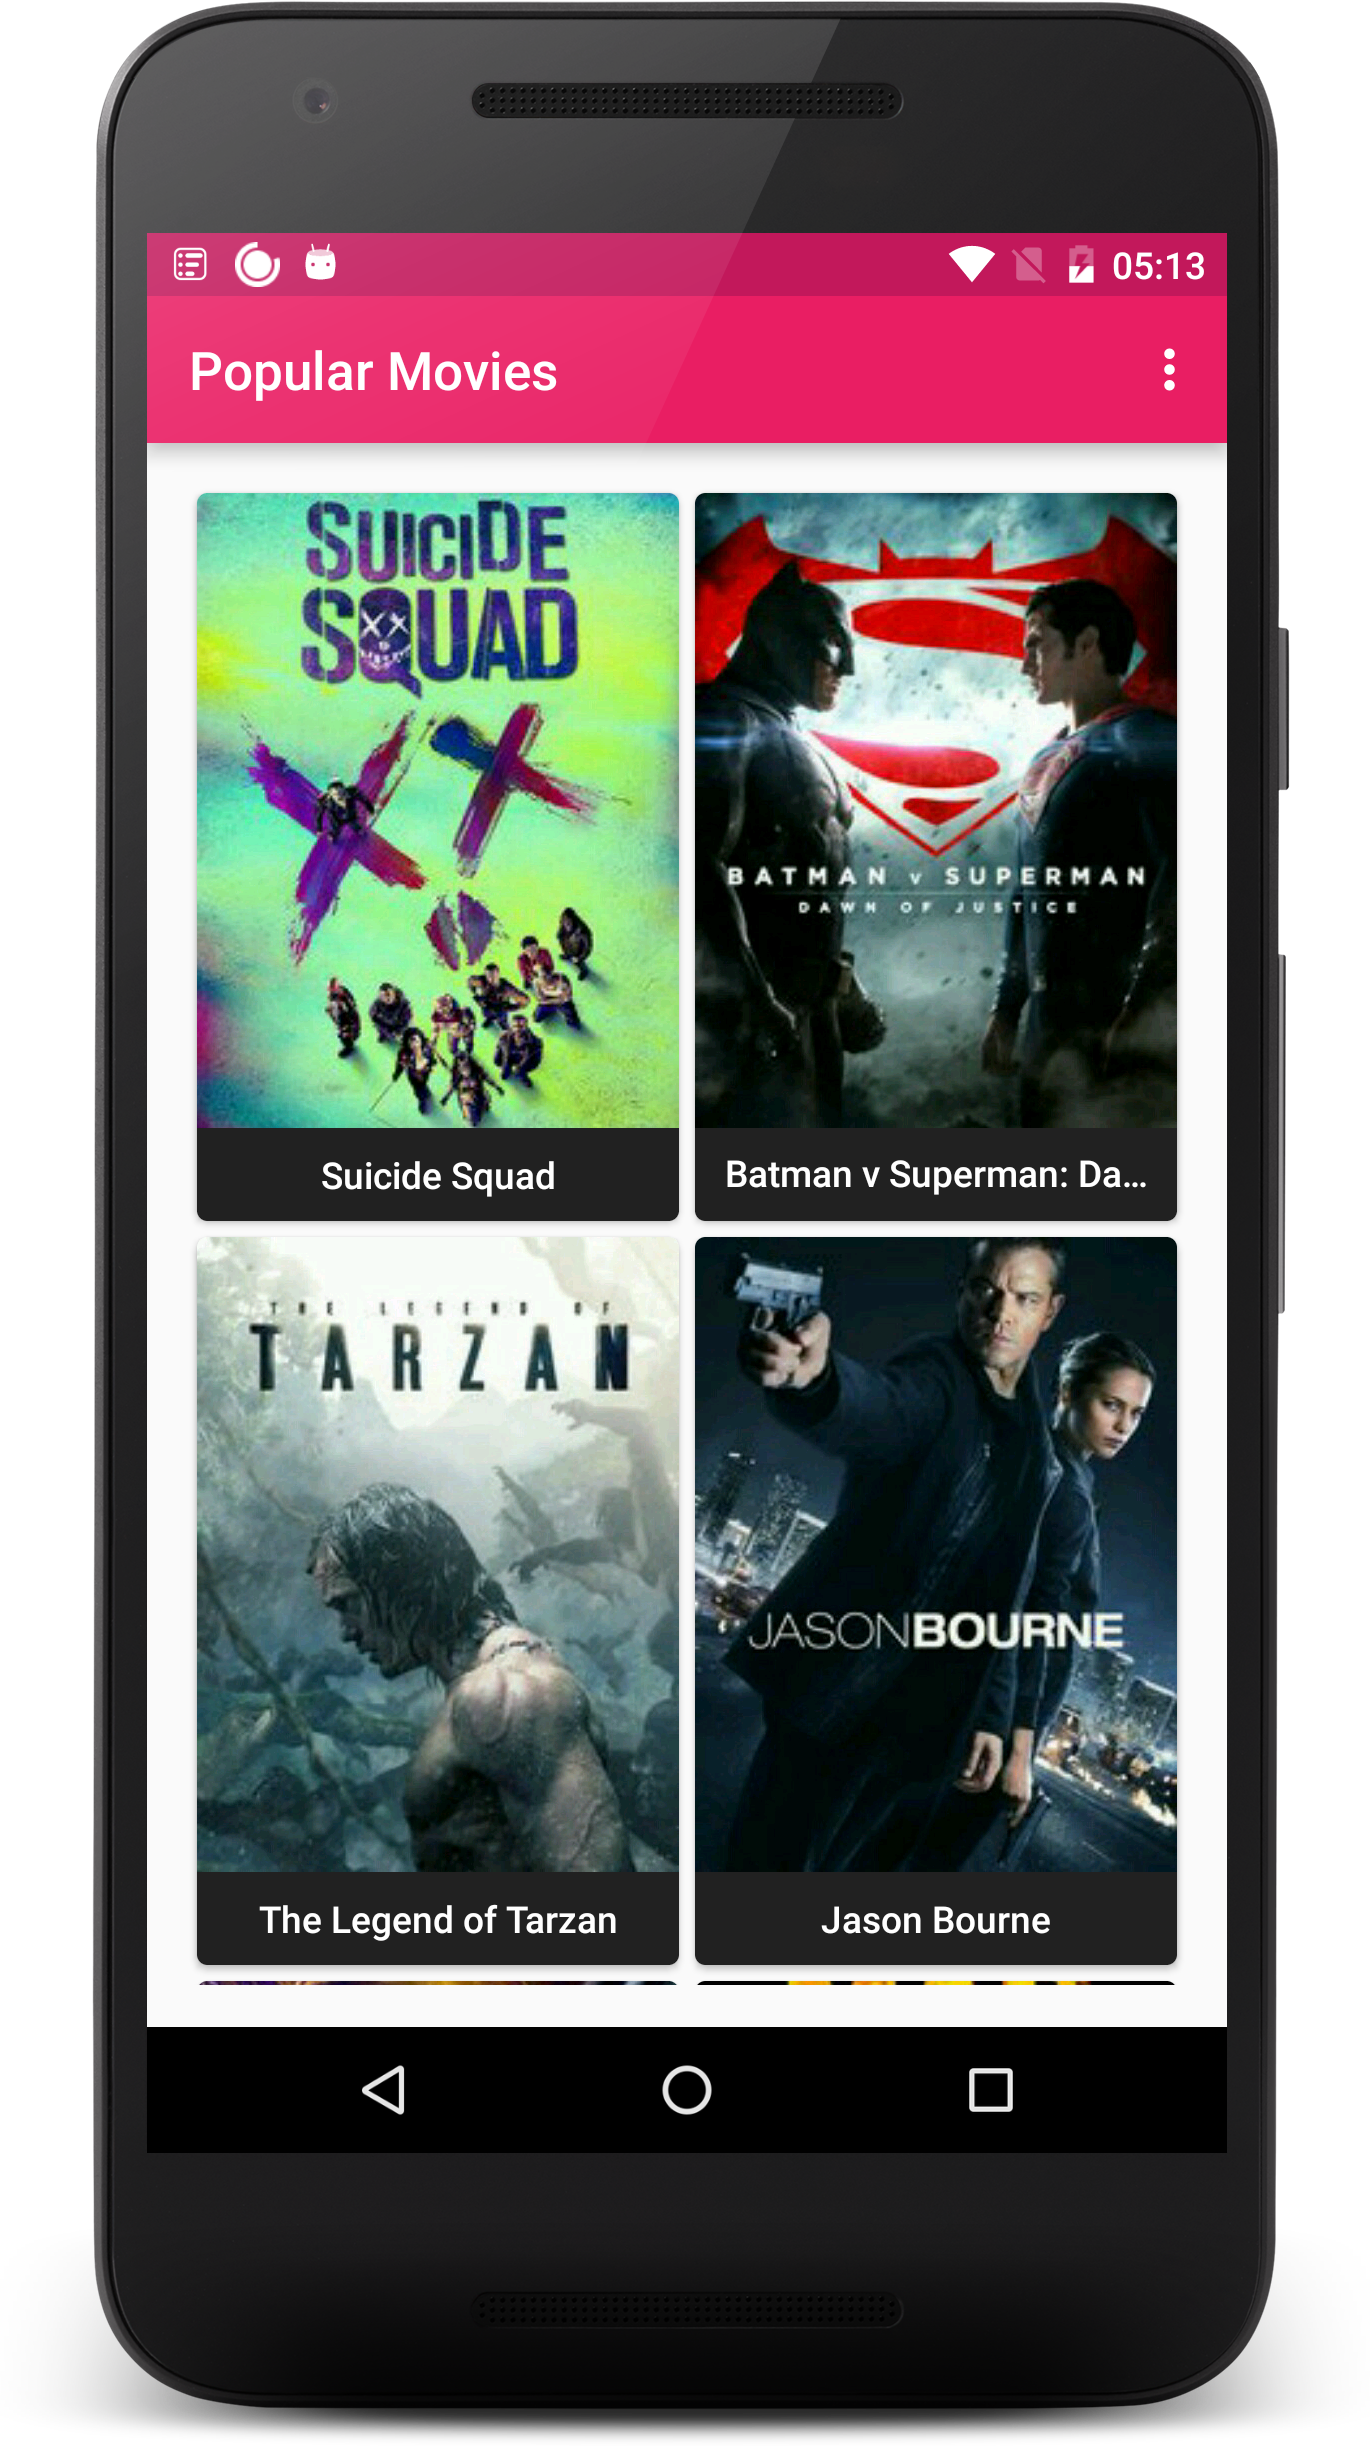 05:13
Popular Movies
SUICIDE
SQUAD
BATMAN v SUPERMAN
DAWN OF JUSTICE
Suicide Squad
Batman v Superman: Da...
THE LEGEND OF
TARZAN
JASONBOURNE
The Legend of Tarzan
Jason Bourne